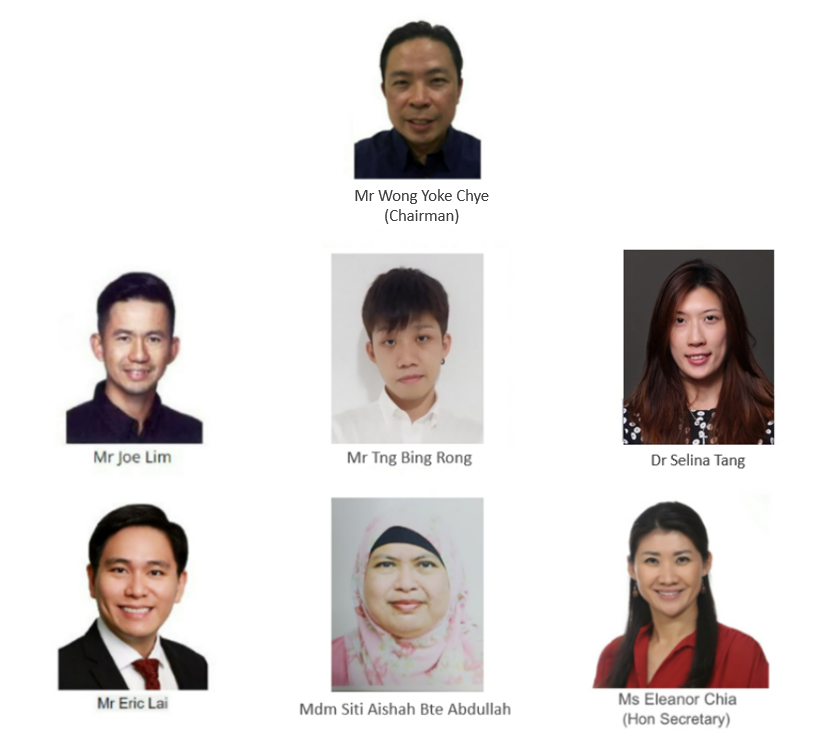 Mr Wong Yoke Chye
(Chairman)
Mr Joe Lim
Mr Tng Bing Rong
Dr Selina Tang
Mr Eric Lai
Mdm Siti Aishah Bte Abdullah
Ms Eleanor Chia
(Hon Secretary)